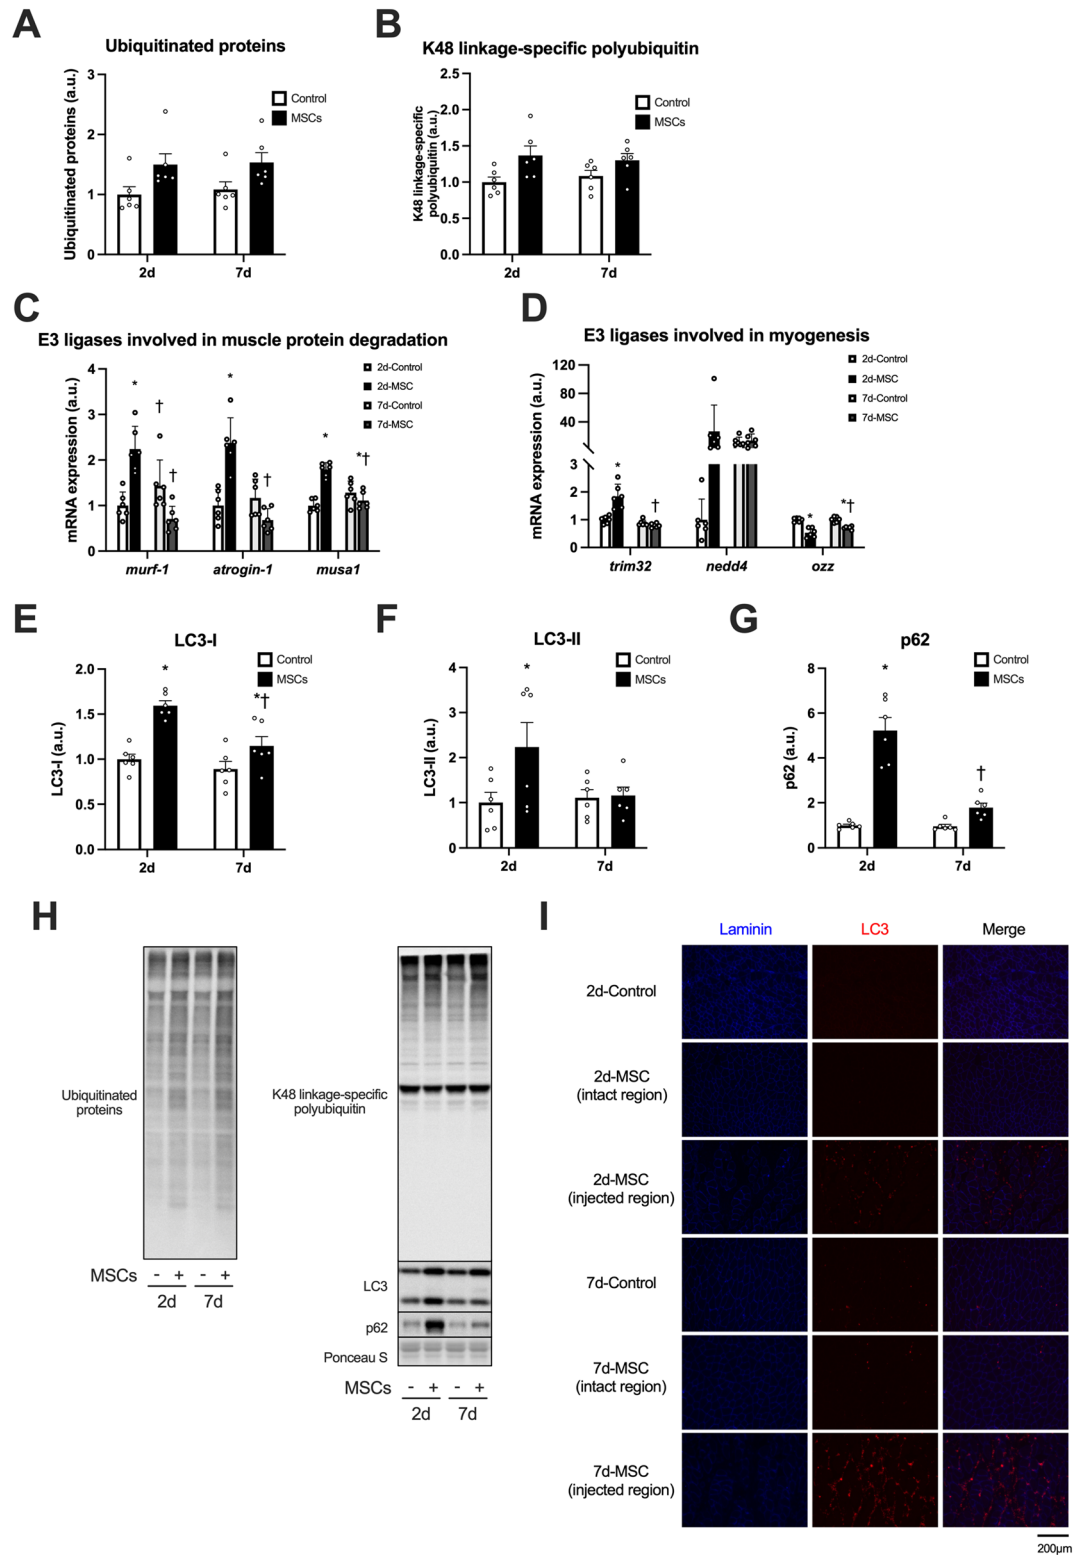 A
Ubiquitinated proteins
Ubiquitinated proteins (a.u.)
3
2
1
0
2d
7d
Control
MSCs
B
K48 linkage-specific polyubiquitin
K48 linkage-specific
polyubiquitin (a.u.)
2.5
2.0
1.5
1.0
0.5
0.0
2d
7d
Control
MSCs
C
E3 ligases involved in muscle protein degradation
mRNA expression (a.u.)
4
3
2
1
0
* † † * † * *†
murf-1
atrogin-1
musa1
2d-Control
2d-MSC
7d-Control
7d-MSC
D
E3 ligases involved in myogenesis
mRNA expression (a.u.)
120
80
40
3
2
1
0
* † * *†
trim32
nedd4
ozz
2d-Control
2d-MSC
7d-Control
7d-MSC
E
LC3-I
LC3-I (a.u.)
2.0
1.5
1.0
0.5
0.0
*
*†
2d
7d
Control
MSCs
F
LC3-II
LC3-II (a.u.)
4
3
2
1
0
*
2d
7d
Control
MSCs
G
p62
p62 (a.u.)
8
6
4
2
0
*
†
2d
7d
Control
MSCs
H
Ubiquitinated
proteins
MSCs - + - +
2d 7d
K48 linkage-specific
polyubiquitin
LC3
p62
Ponceau S
MSCs - + - +
2d 7d
I
Laminin LC3 Merge
2d-Control
2d-MSC
(intact region)
2d-MSC
(injected region)
7d-Control
7d-MSC
(intact region)
7d-MSC
(injected region)
200μm